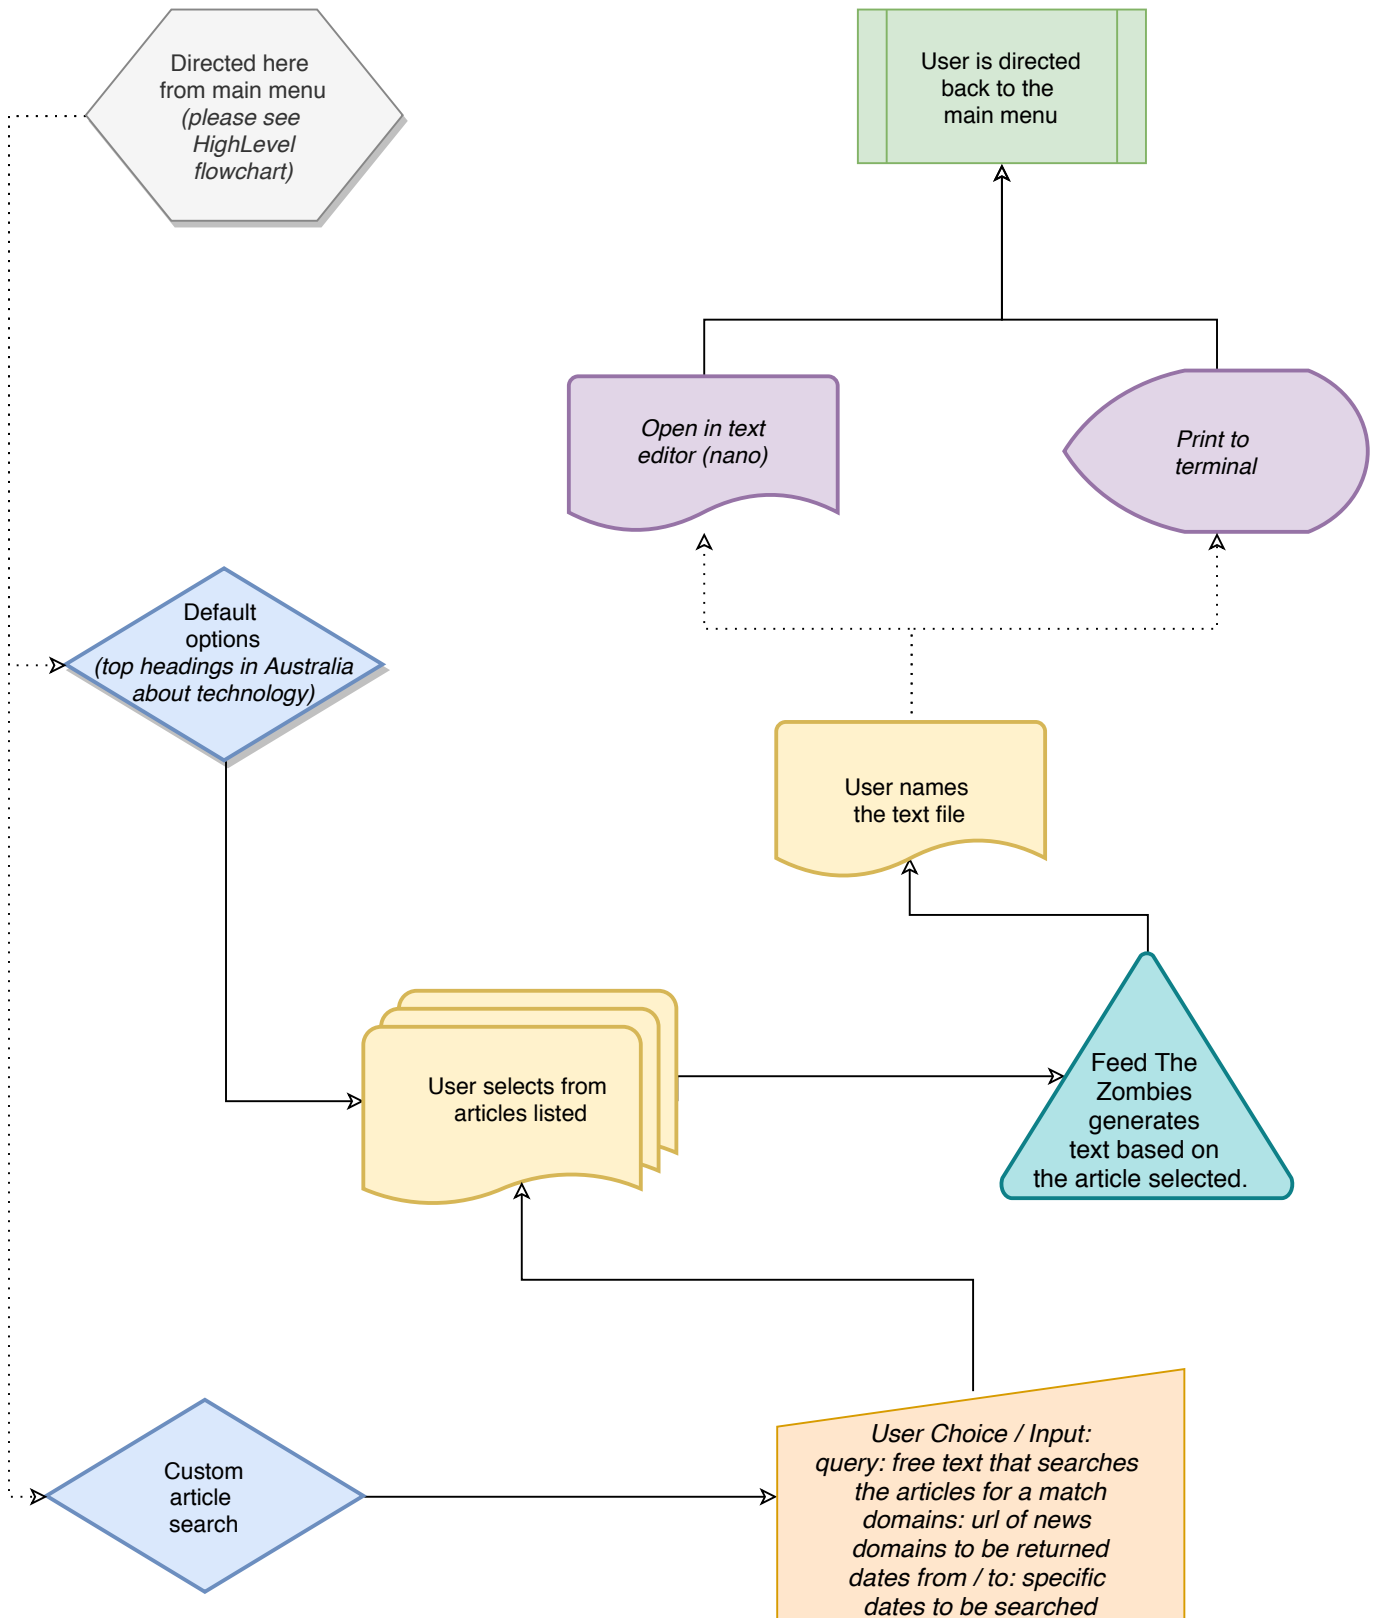 Directed here
from main menu
(please see
HighLevel
flowchart)
User is directed
back to the
main menu
Open in text
editor (nano)
Print to
terminal
Default
options
(top headings in Australia
about technology)
User names
the text file
User selects from
articles listed
Feed The
Zombies
generates
text based on
the article selected.
Custom
article
search
User Choice / Input:
query: free text that searches
the articles for a match
domains: url of news
domains to be returned
dates from / to: specific
dates to be searched